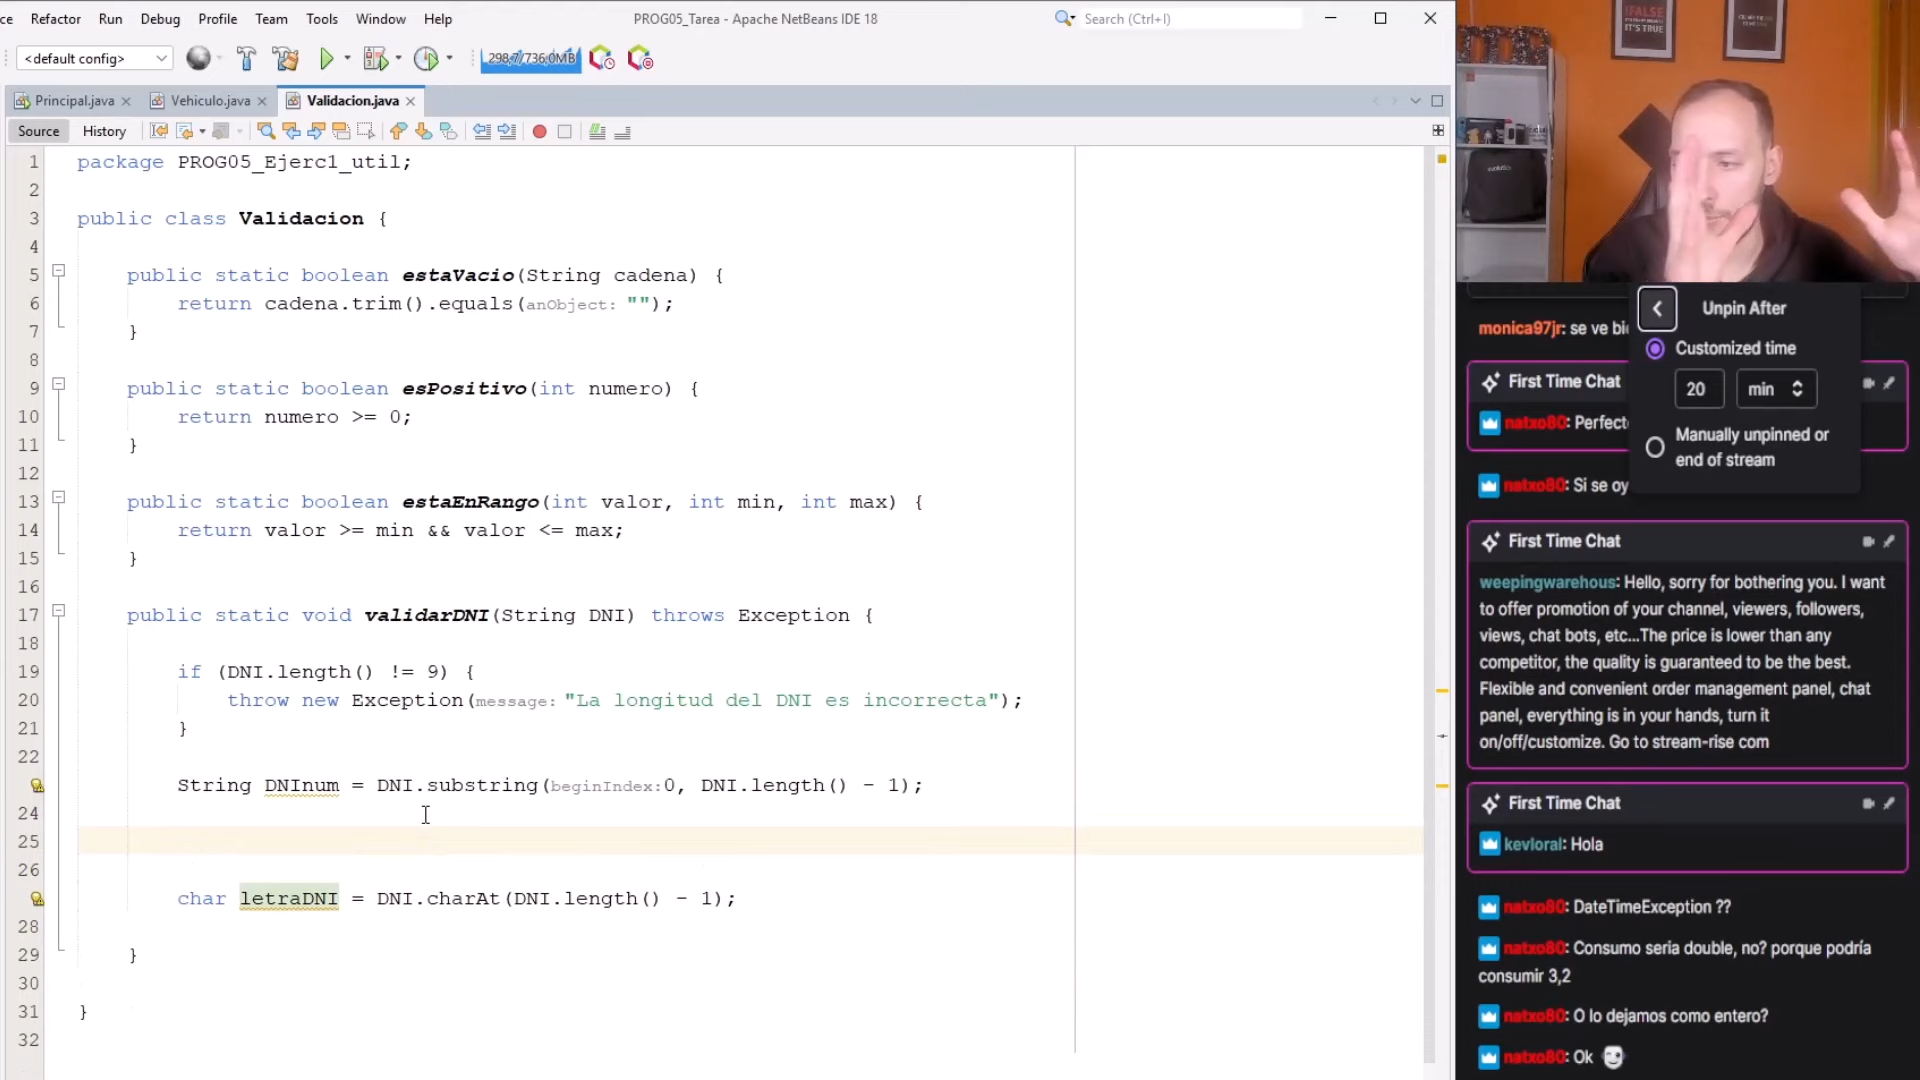 ce Refactor Run Debug Profile Team Tools Window Help PROG05_Tarea - Apache NetBeans IDE 18 Search (Ctrl+I)
<default config> 298,7/736,0MB
Principal.java Vehiculo.java Validacion.java
Source History
1 package PROG05_Ejerc1_util;
2
3 public class Validacion {
4
5 public static boolean estaVacio(String cadena) {
6 return cadena.trim().equals(anObject: "");
7 }
8
9 public static boolean esPositivo(int numero) {
10 return numero >= 0;
11 }
12
13 public static boolean estaEnRango(int valor, int min, int max) {
14 return valor >= min && valor <= max;
15 }
16
17 public static void validarDNI(String DNI) throws Exception {
18
19 if (DNI.length() != 9) {
20 throw new Exception(message: "La longitud del DNI es incorrecta");
21 }
22
String DNInum = DNI.substring(beginIndex:0, DNI.length() - 1);
24
25
26
char letraDNI = DNI.charAt(DNI.length() - 1);
28
29 }
30
31 }
32
FALSE
IT'S TRUE
Unpin After
monica97jr: se ve bi
Customized time
20 min
First Time Chat
natxo80: Perfect
Manually unpinned or
end of stream
natxo80: Si se oy
First Time Chat
weepingwarehous: Hello, sorry for bothering you. I want
to offer promotion of your channel, viewers, followers,
views, chat bots, etc...The price is lower than any
competitor, the quality is guaranteed to be the best.
Flexible and convenient order management panel, chat
panel, everything is in your hands, turn it
on/off/customize. Go to stream-rise com
First Time Chat
kevloral: Hola
natxo80: DateTimeException ??
natxo80: Consumo seria double, no? porque podría
consumir 3,2
natxo80: O lo dejamos como entero?
natxo80: Ok